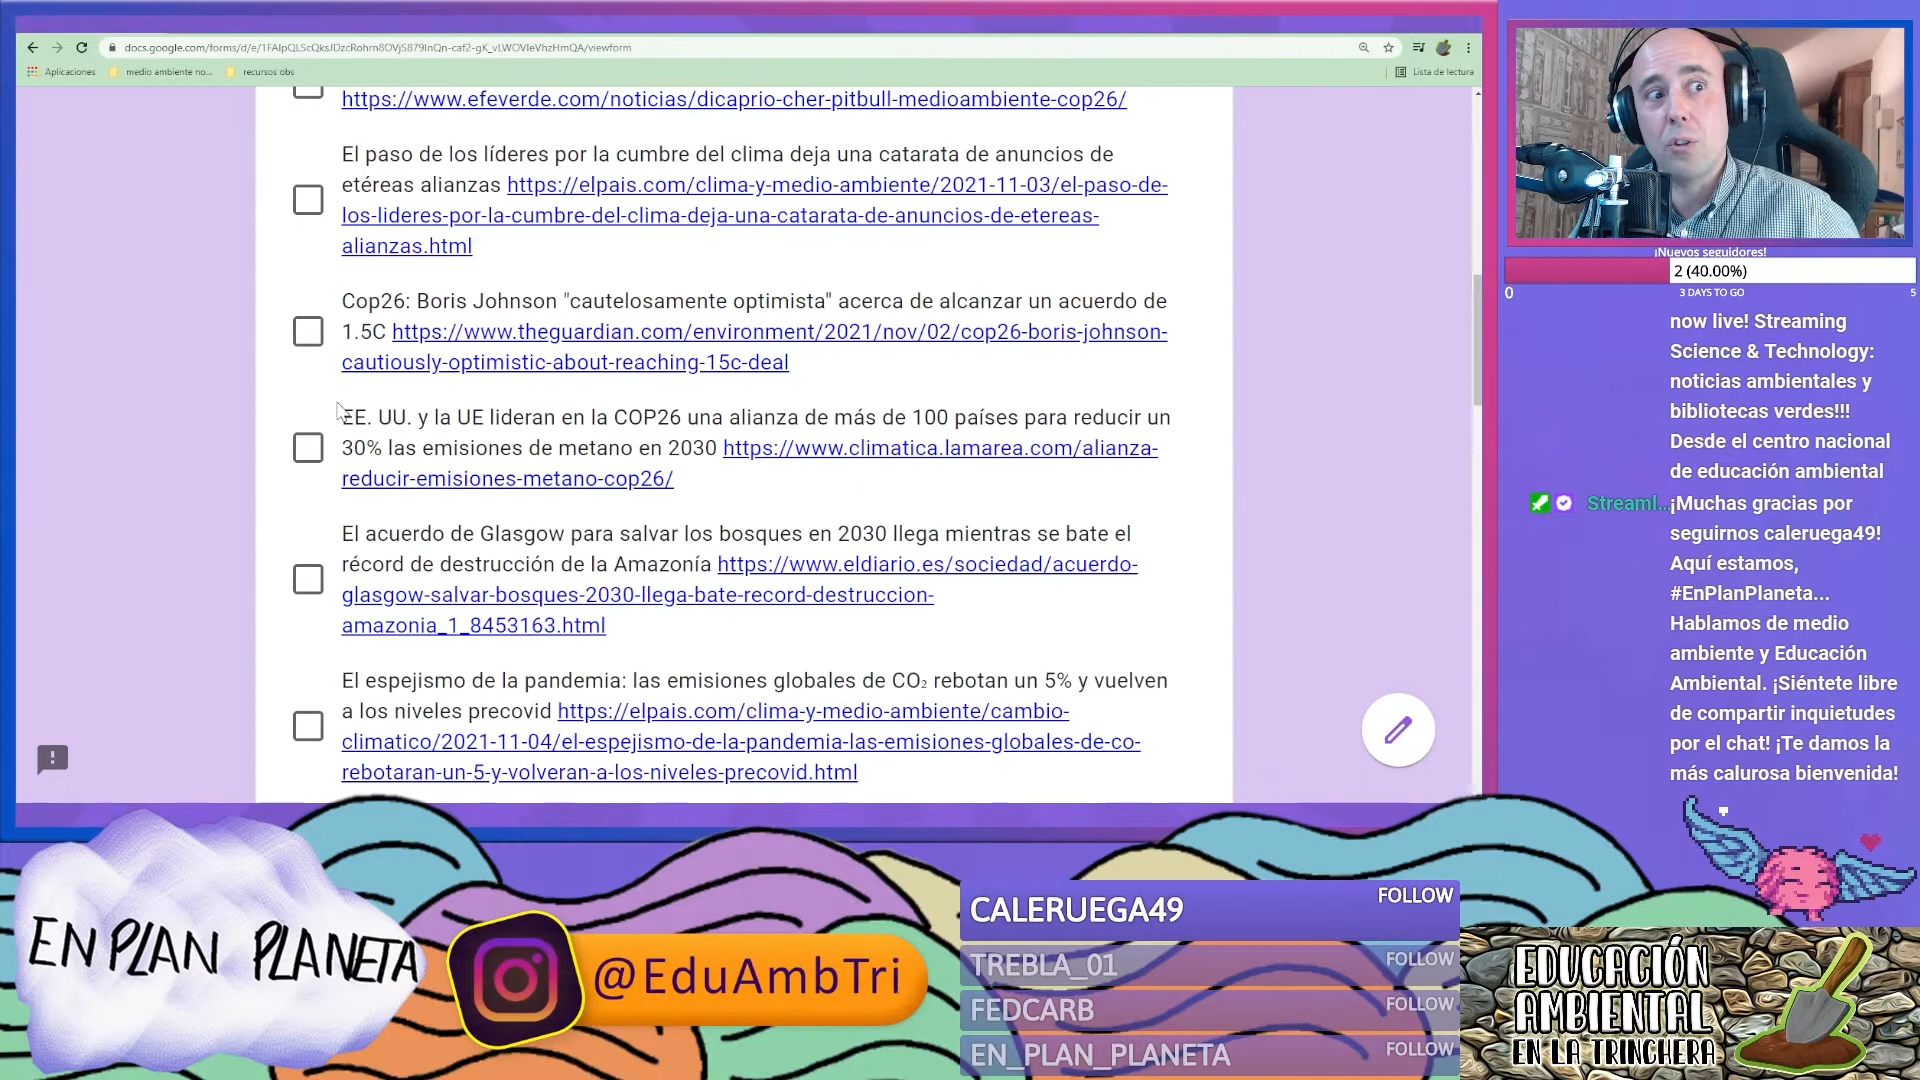 docs.google.com/forms/d/e/1FAIpQLScQksJDzcRohrn8OVjS879InQn-caf2-gK_vLWOVIeVhzHmQA/viewform
Aplicaciones
medio ambiente no...
recursos obs
Lista de lectura
https://www.efeverde.com/noticias/dicaprio-cher-pitbull-medioambiente-cop26/
El paso de los líderes por la cumbre del clima deja una catarata de anuncios de
etéreas alianzas https://elpais.com/clima-y-medio-ambiente/2021-11-03/el-paso-de-
los-lideres-por-la-cumbre-del-clima-deja-una-catarata-de-anuncios-de-etereas-
alianzas.html
Cop26: Boris Johnson "cautelosamente optimista" acerca de alcanzar un acuerdo de
1.5C https://www.theguardian.com/environment/2021/nov/02/cop26-boris-johnson-
cautiously-optimistic-about-reaching-15c-deal
EE. UU. y la UE lideran en la COP26 una alianza de más de 100 países para reducir un
30% las emisiones de metano en 2030 https://www.climatica.lamarea.com/alianza-
reducir-emisiones-metano-cop26/
El acuerdo de Glasgow para salvar los bosques en 2030 llega mientras se bate el
récord de destrucción de la Amazonía https://www.eldiario.es/sociedad/acuerdo-
glasgow-salvar-bosques-2030-llega-bate-record-destruccion-
amazonia_1_8453163.html
El espejismo de la pandemia: las emisiones globales de CO₂ rebotan un 5% y vuelven
a los niveles precovid https://elpais.com/clima-y-medio-ambiente/cambio-
climatico/2021-11-04/el-espejismo-de-la-pandemia-las-emisiones-globales-de-co-
rebotaran-un-5-y-volveran-a-los-niveles-precovid.html
¡Nuevos seguidores!
2 (40.00%)
0
3 DAYS TO GO
5
now live! Streaming
Science & Technology:
noticias ambientales y
bibliotecas verdes!!!
Desde el centro nacional
de educación ambiental
Streaml... ¡Muchas gracias por
seguirnos caleruega49!
Aquí estamos,
#EnPlanPlaneta...
Hablamos de medio
ambiente y Educación
Ambiental. ¡Siéntete libre
de compartir inquietudes
por el chat! ¡Te damos la
más calurosa bienvenida!
EN PLAN PLANETA
@EduAmbTri
CALERUEGA49 FOLLOW
TREBLA_01 FOLLOW
FEDCARB FOLLOW
EN_PLAN_PLANETA FOLLOW
EDUCACIÓN
AMBIENTAL
EN LA TRINCHERA